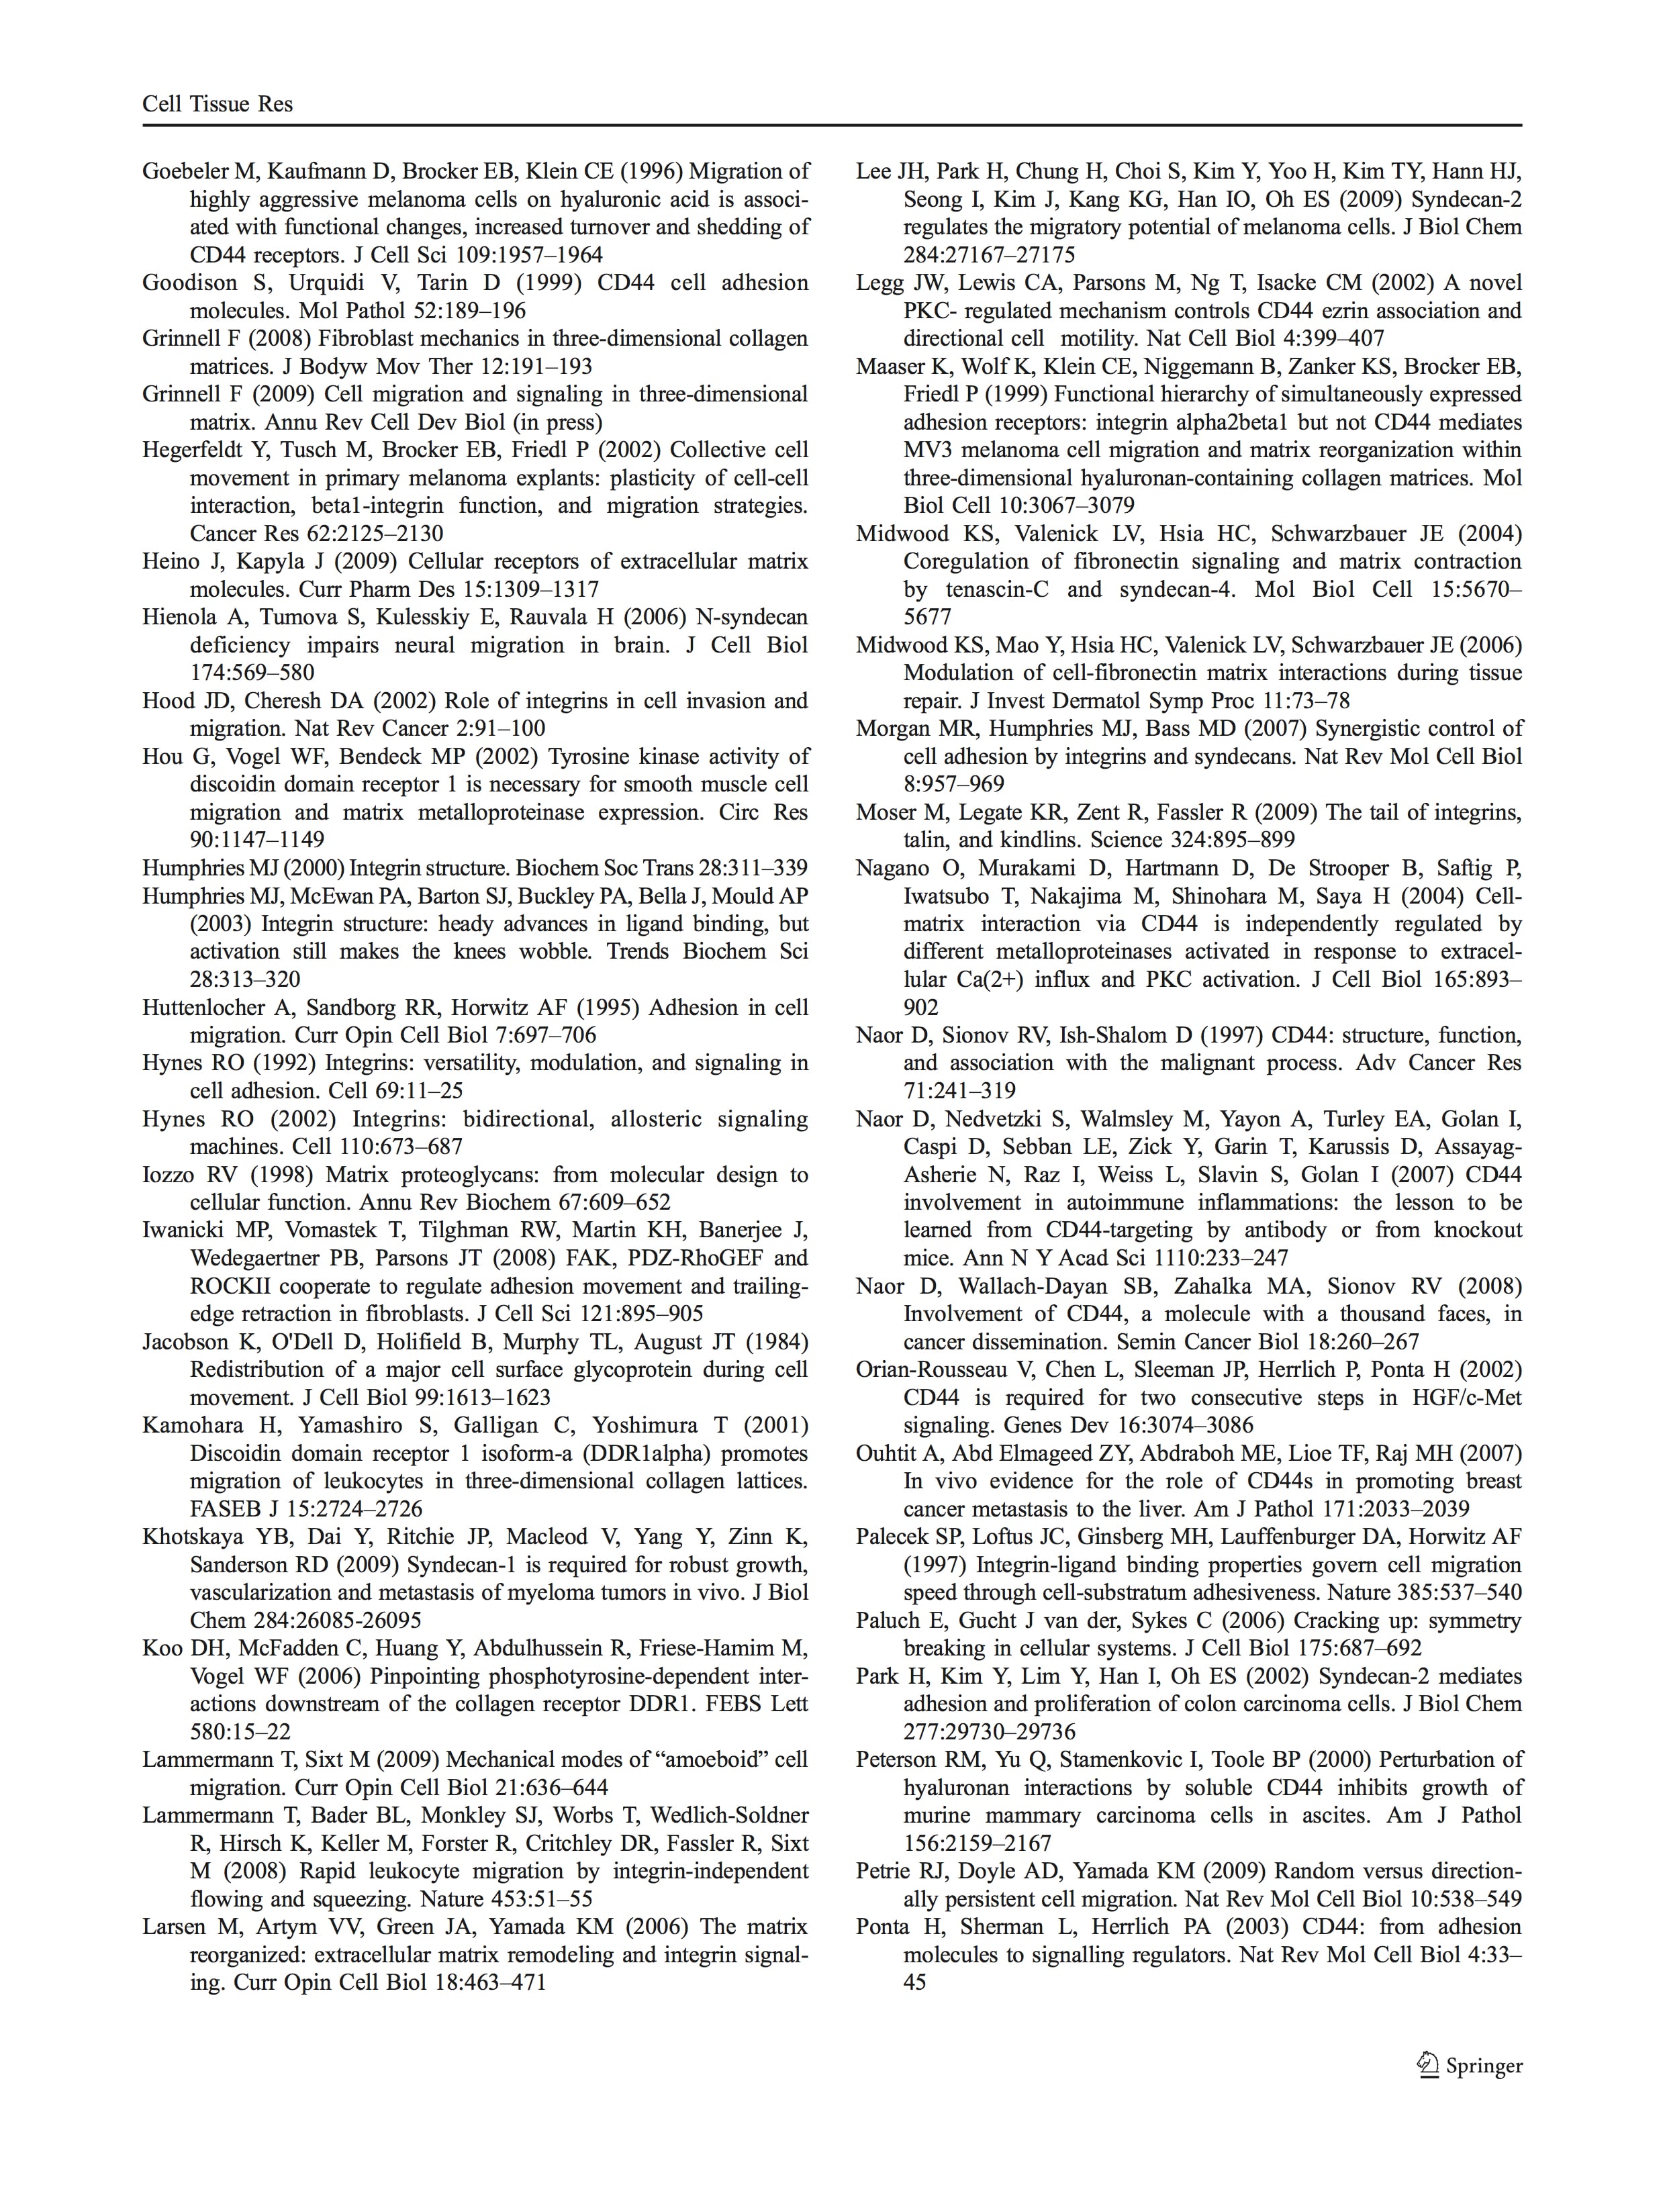 Cell Tissue Res
Goebeler M, Kaufmann D, Brocker EB, Klein CE (1996) Migration of
highly aggressive melanoma cells on hyaluronic acid is associ-
ated with functional changes, increased turnover and shedding of
CD44 receptors. J Cell Sci 109:1957–1964
Goodison S, Urquidi V, Tarin D (1999) CD44 cell adhesion
molecules. Mol Pathol 52:189–196
Grinnell F (2008) Fibroblast mechanics in three-dimensional collagen
matrices. J Bodyw Mov Ther 12:191–193
Grinnell F (2009) Cell migration and signaling in three-dimensional
matrix. Annu Rev Cell Dev Biol (in press)
Hegerfeldt Y, Tusch M, Brocker EB, Friedl P (2002) Collective cell
movement in primary melanoma explants: plasticity of cell-cell
interaction, beta1-integrin function, and migration strategies.
Cancer Res 62:2125–2130
Heino J, Kapyla J (2009) Cellular receptors of extracellular matrix
molecules. Curr Pharm Des 15:1309–1317
Hienola A, Tumova S, Kulesskiy E, Rauvala H (2006) N-syndecan
deficiency impairs neural migration in brain. J Cell Biol
174:569–580
Hood JD, Cheresh DA (2002) Role of integrins in cell invasion and
migration. Nat Rev Cancer 2:91–100
Hou G, Vogel WF, Bendeck MP (2002) Tyrosine kinase activity of
discoidin domain receptor 1 is necessary for smooth muscle cell
migration and matrix metalloproteinase expression. Circ Res
90:1147–1149
Humphries MJ (2000) Integrin structure. Biochem Soc Trans 28:311–339
Humphries MJ, McEwan PA, Barton SJ, Buckley PA, Bella J, Mould AP
(2003) Integrin structure: heady advances in ligand binding, but
activation still makes the knees wobble. Trends Biochem Sci
28:313–320
Huttenlocher A, Sandborg RR, Horwitz AF (1995) Adhesion in cell
migration. Curr Opin Cell Biol 7:697–706
Hynes RO (1992) Integrins: versatility, modulation, and signaling in
cell adhesion. Cell 69:11–25
Hynes RO (2002) Integrins: bidirectional, allosteric signaling
machines. Cell 110:673–687
Iozzo RV (1998) Matrix proteoglycans: from molecular design to
cellular function. Annu Rev Biochem 67:609–652
Iwanicki MP, Vomastek T, Tilghman RW, Martin KH, Banerjee J,
Wedegaertner PB, Parsons JT (2008) FAK, PDZ-RhoGEF and
ROCKII cooperate to regulate adhesion movement and trailing-
edge retraction in fibroblasts. J Cell Sci 121:895–905
Jacobson K, O'Dell D, Holifield B, Murphy TL, August JT (1984)
Redistribution of a major cell surface glycoprotein during cell
movement. J Cell Biol 99:1613–1623
Kamohara H, Yamashiro S, Galligan C, Yoshimura T (2001)
Discoidin domain receptor 1 isoform-a (DDR1alpha) promotes
migration of leukocytes in three-dimensional collagen lattices.
FASEB J 15:2724–2726
Khotskaya YB, Dai Y, Ritchie JP, Macleod V, Yang Y, Zinn K,
Sanderson RD (2009) Syndecan-1 is required for robust growth,
vascularization and metastasis of myeloma tumors in vivo. J Biol
Chem 284:26085-26095
Koo DH, McFadden C, Huang Y, Abdulhussein R, Friese-Hamim M,
Vogel WF (2006) Pinpointing phosphotyrosine-dependent inter-
actions downstream of the collagen receptor DDR1. FEBS Lett
580:15–22
Lammermann T, Sixt M (2009) Mechanical modes of “amoeboid” cell
migration. Curr Opin Cell Biol 21:636–644
Lammermann T, Bader BL, Monkley SJ, Worbs T, Wedlich-Soldner
R, Hirsch K, Keller M, Forster R, Critchley DR, Fassler R, Sixt
M (2008) Rapid leukocyte migration by integrin-independent
flowing and squeezing. Nature 453:51–55
Larsen M, Artym VV, Green JA, Yamada KM (2006) The matrix
reorganized: extracellular matrix remodeling and integrin signal-
ing. Curr Opin Cell Biol 18:463–471
Lee JH, Park H, Chung H, Choi S, Kim Y, Yoo H, Kim TY, Hann HJ,
Seong I, Kim J, Kang KG, Han IO, Oh ES (2009) Syndecan-2
regulates the migratory potential of melanoma cells. J Biol Chem
284:27167–27175
Legg JW, Lewis CA, Parsons M, Ng T, Isacke CM (2002) A novel
PKC- regulated mechanism controls CD44 ezrin association and
directional cell motility. Nat Cell Biol 4:399–407
Maaser K, Wolf K, Klein CE, Niggemann B, Zanker KS, Brocker EB,
Friedl P (1999) Functional hierarchy of simultaneously expressed
adhesion receptors: integrin alpha2beta1 but not CD44 mediates
MV3 melanoma cell migration and matrix reorganization within
three-dimensional hyaluronan-containing collagen matrices. Mol
Biol Cell 10:3067–3079
Midwood KS, Valenick LV, Hsia HC, Schwarzbauer JE (2004)
Coregulation of fibronectin signaling and matrix contraction
by tenascin-C and syndecan-4. Mol Biol Cell 15:5670–
5677
Midwood KS, Mao Y, Hsia HC, Valenick LV, Schwarzbauer JE (2006)
Modulation of cell-fibronectin matrix interactions during tissue
repair. J Invest Dermatol Symp Proc 11:73–78
Morgan MR, Humphries MJ, Bass MD (2007) Synergistic control of
cell adhesion by integrins and syndecans. Nat Rev Mol Cell Biol
8:957–969
Moser M, Legate KR, Zent R, Fassler R (2009) The tail of integrins,
talin, and kindlins. Science 324:895–899
Nagano O, Murakami D, Hartmann D, De Strooper B, Saftig P,
Iwatsubo T, Nakajima M, Shinohara M, Saya H (2004) Cell-
matrix interaction via CD44 is independently regulated by
different metalloproteinases activated in response to extracel-
lular Ca(2+) influx and PKC activation. J Cell Biol 165:893–
902
Naor D, Sionov RV, Ish-Shalom D (1997) CD44: structure, function,
and association with the malignant process. Adv Cancer Res
71:241–319
Naor D, Nedvetzki S, Walmsley M, Yayon A, Turley EA, Golan I,
Caspi D, Sebban LE, Zick Y, Garin T, Karussis D, Assayag-
Asherie N, Raz I, Weiss L, Slavin S, Golan I (2007) CD44
involvement in autoimmune inflammations: the lesson to be
learned from CD44-targeting by antibody or from knockout
mice. Ann N Y Acad Sci 1110:233–247
Naor D, Wallach-Dayan SB, Zahalka MA, Sionov RV (2008)
Involvement of CD44, a molecule with a thousand faces, in
cancer dissemination. Semin Cancer Biol 18:260–267
Orian-Rousseau V, Chen L, Sleeman JP, Herrlich P, Ponta H (2002)
CD44 is required for two consecutive steps in HGF/c-Met
signaling. Genes Dev 16:3074–3086
Ouhtit A, Abd Elmageed ZY, Abdraboh ME, Lioe TF, Raj MH (2007)
In vivo evidence for the role of CD44s in promoting breast
cancer metastasis to the liver. Am J Pathol 171:2033–2039
Palecek SP, Loftus JC, Ginsberg MH, Lauffenburger DA, Horwitz AF
(1997) Integrin-ligand binding properties govern cell migration
speed through cell-substratum adhesiveness. Nature 385:537–540
Paluch E, Gucht J van der, Sykes C (2006) Cracking up: symmetry
breaking in cellular systems. J Cell Biol 175:687–692
Park H, Kim Y, Lim Y, Han I, Oh ES (2002) Syndecan-2 mediates
adhesion and proliferation of colon carcinoma cells. J Biol Chem
277:29730–29736
Peterson RM, Yu Q, Stamenkovic I, Toole BP (2000) Perturbation of
hyaluronan interactions by soluble CD44 inhibits growth of
murine mammary carcinoma cells in ascites. Am J Pathol
156:2159–2167
Petrie RJ, Doyle AD, Yamada KM (2009) Random versus direction-
ally persistent cell migration. Nat Rev Mol Cell Biol 10:538–549
Ponta H, Sherman L, Herrlich PA (2003) CD44: from adhesion
molecules to signalling regulators. Nat Rev Mol Cell Biol 4:33–
45
Springer